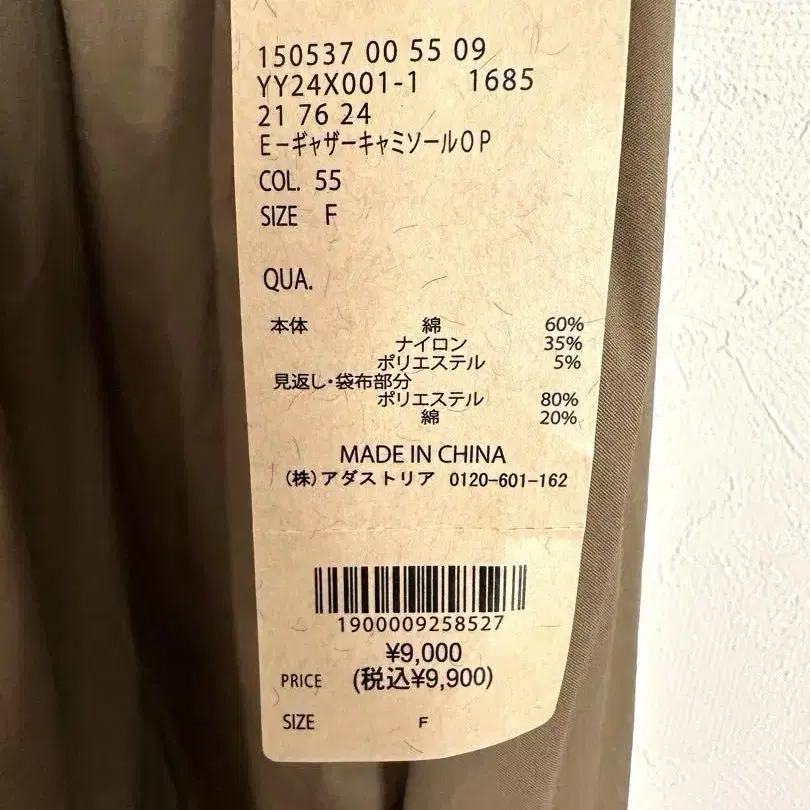 150537 00 55 09
YY24X001-1 1685
21 76 24
E－ｷﾞｬｻﾞｰｷｬﾐｿｰﾙOP
COL. 55
SIZE F
QUA.
本体 綿 60%
ナイロン 35%
ポリエステル 5%
見返し・袋布部分
ポリエステル 80%
綿 20%
MADE IN CHINA
(株)アダストリア 0120-601-162
1900009258527
¥9,000
PRICE (税込¥9,900)
SIZE F